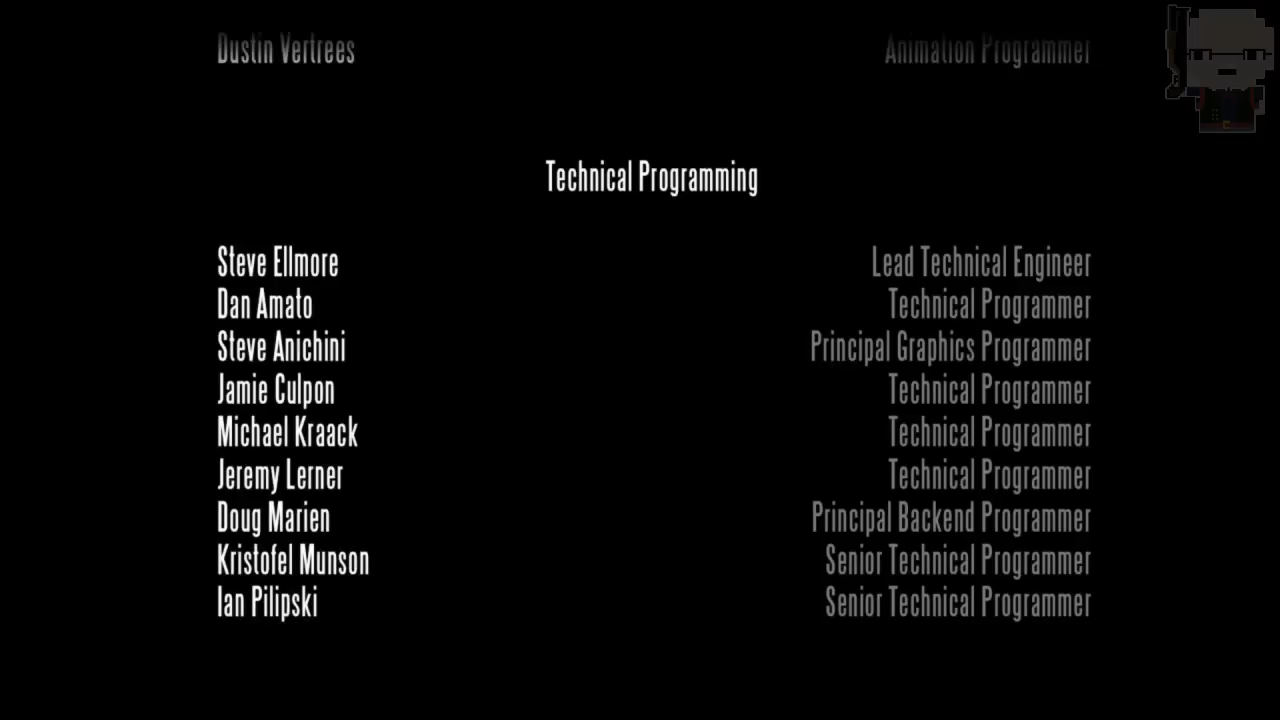 Dustin Vertrees Animation Programmer
Technical Programming
Steve Ellmore Lead Technical Engineer
Dan Amato Technical Programmer
Steve Anichini Principal Graphics Programmer
Jamie Culpon Technical Programmer
Michael Kraack Technical Programmer
Jeremy Lerner Technical Programmer
Doug Marien Principal Backend Programmer
Kristofel Munson Senior Technical Programmer
Ian Pilipski Senior Technical Programmer